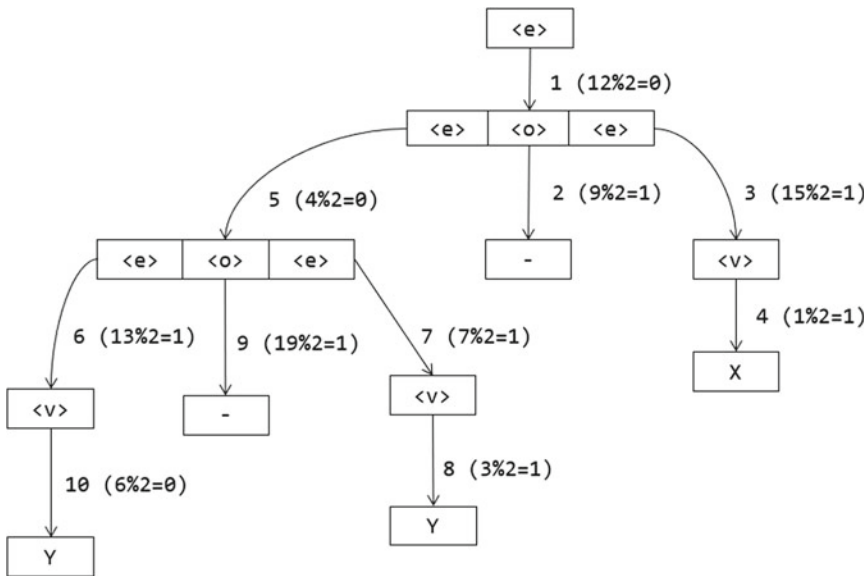 <e>
1 (12%2=0)
<e> <o> <e>
5 (4%2=0)
2 (9%2=1)
3 (15%2=1)
<e> <o> <e>
-
<v>
6 (13%2=1)
9 (19%2=1)
7 (7%2=1)
4 (1%2=1)
<v>
-
<v>
X
10 (6%2=0)
8 (3%2=1)
Y
Y